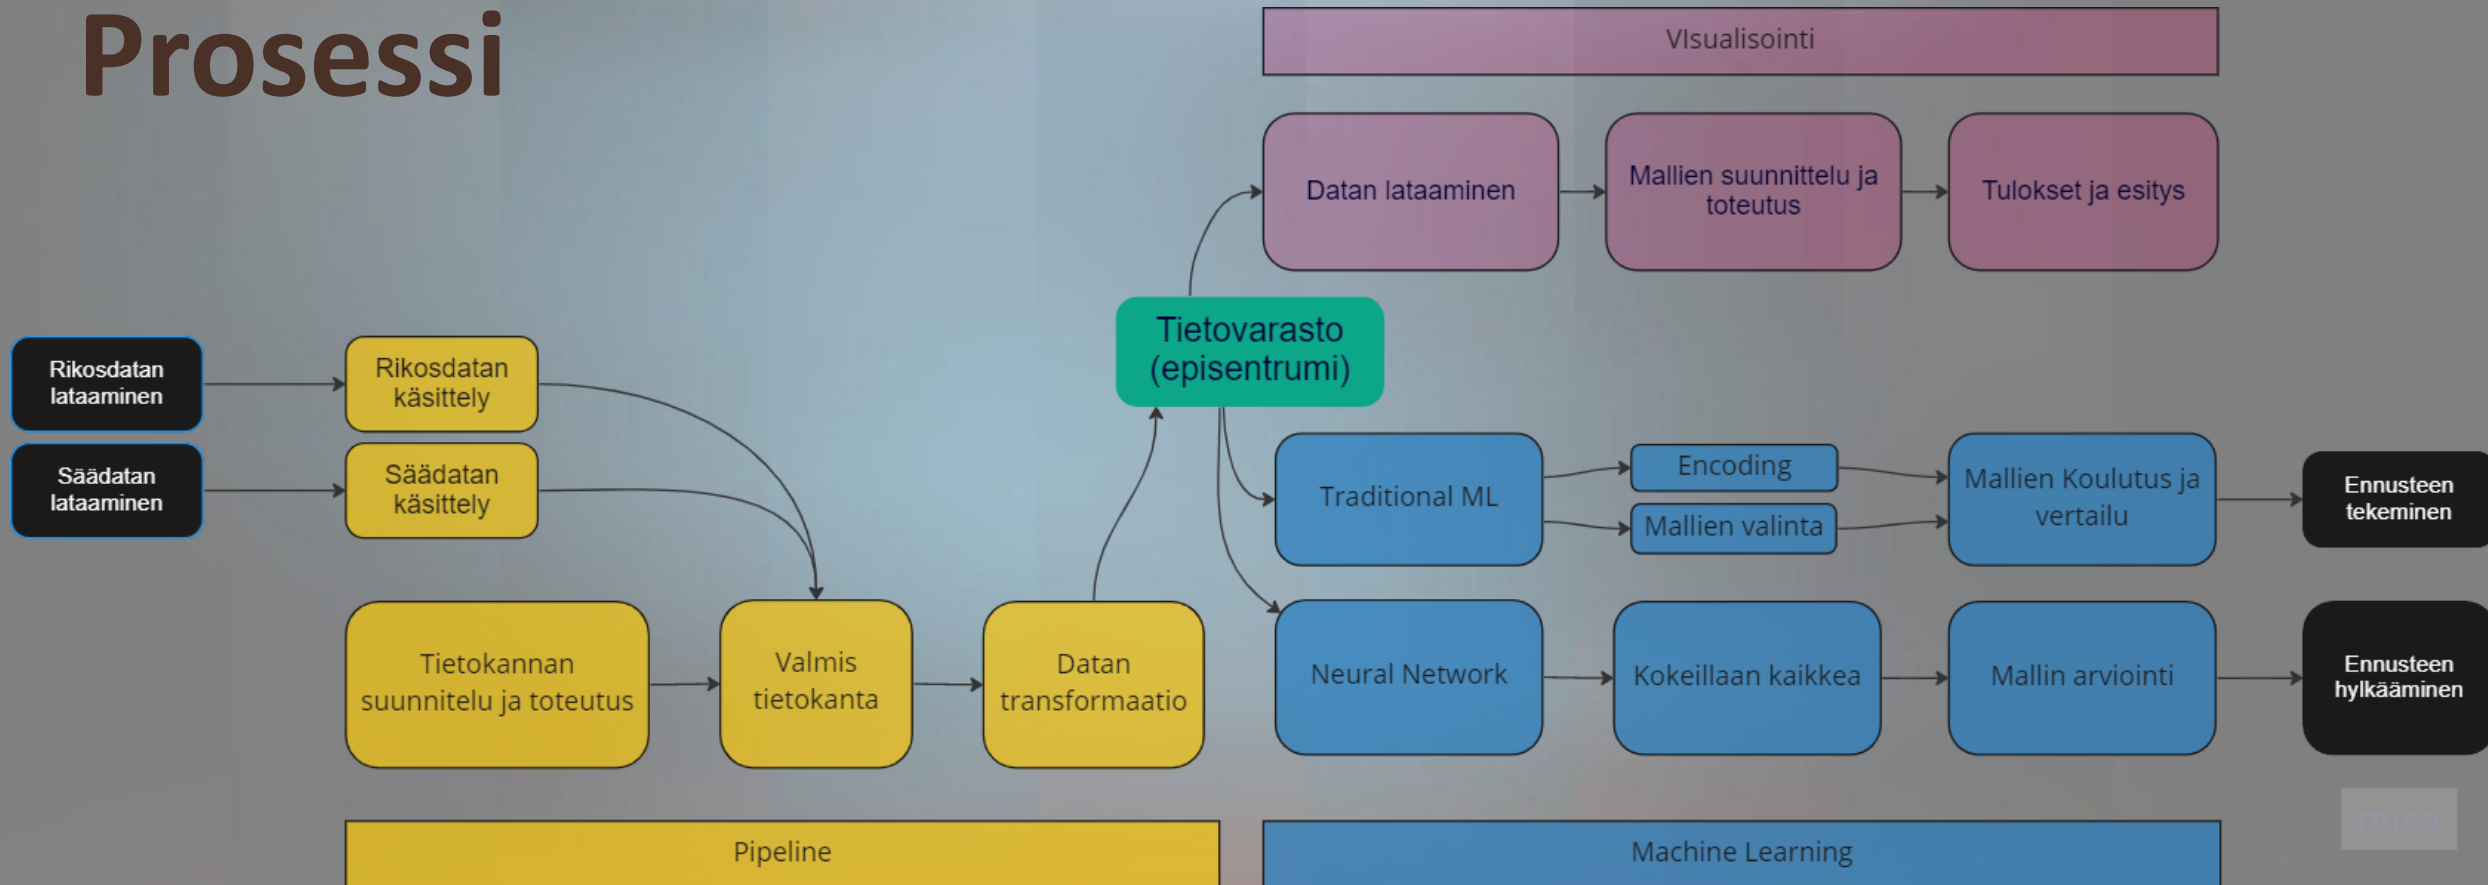 Prosessi
VIsualisointi
Datan lataaminen
Mallien suunnittelu ja
toteutus
Tulokset ja esitys
Tietovarasto
(episentrumi)
Rikosdatan
lataaminen
Rikosdatan
käsittely
Säädatan
lataaminen
Säädatan
käsittely
Traditional ML
Encoding
Mallien valinta
Mallien Koulutus ja
vertailu
Ennusteen
tekeminen
Tietokannan
suunnitelu ja toteutus
Valmis
tietokanta
Datan
transformaatio
Neural Network
Kokeillaan kaikkea
Mallin arviointi
Ennusteen
hylkääminen
miro
Pipeline
Machine Learning